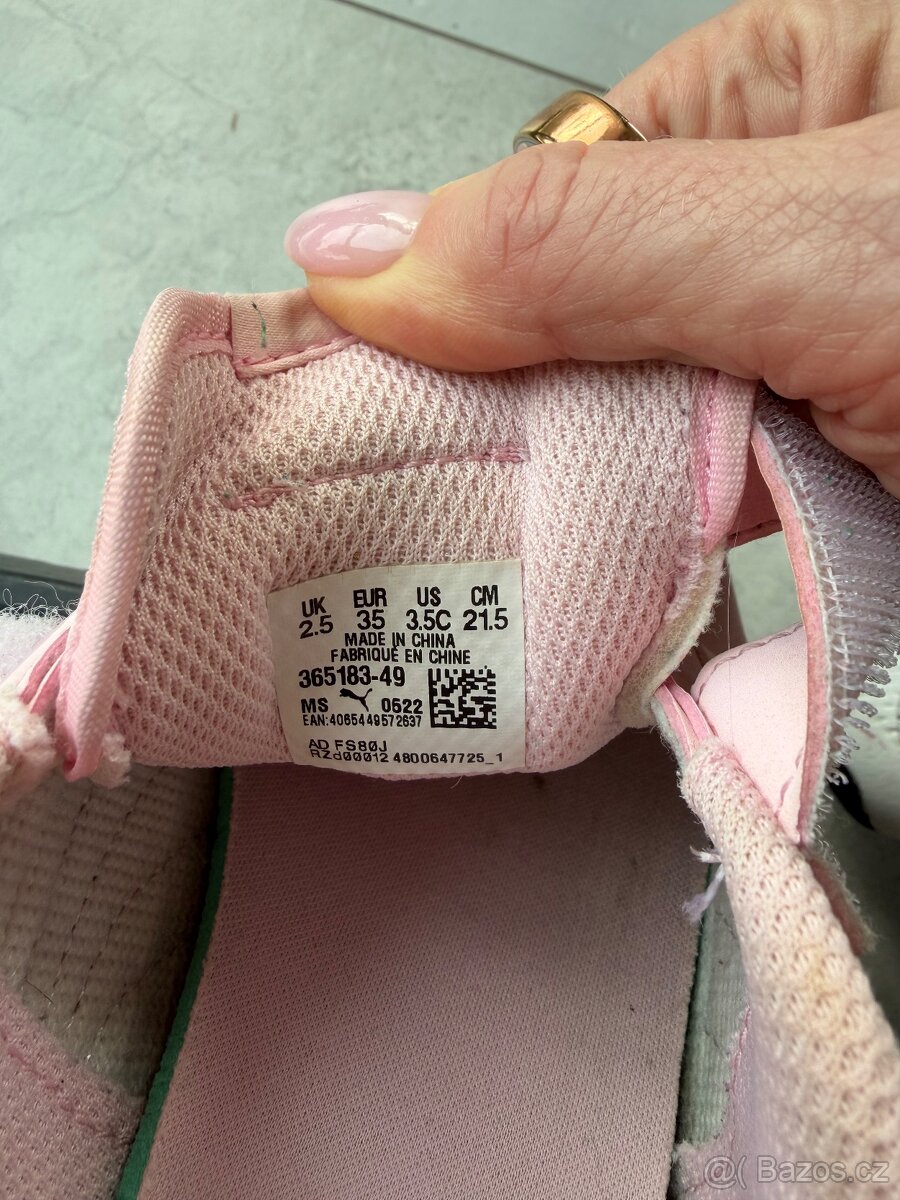 UK EUR US CM
2.5 35 3.5C 21.5
MADE IN CHINA
FABRIQUÉ EN CHINE
365183-49
MS 0522
EAN:4065449572637
AD FS80J
RZd00012 4800647725_1
@( Bazos.cz